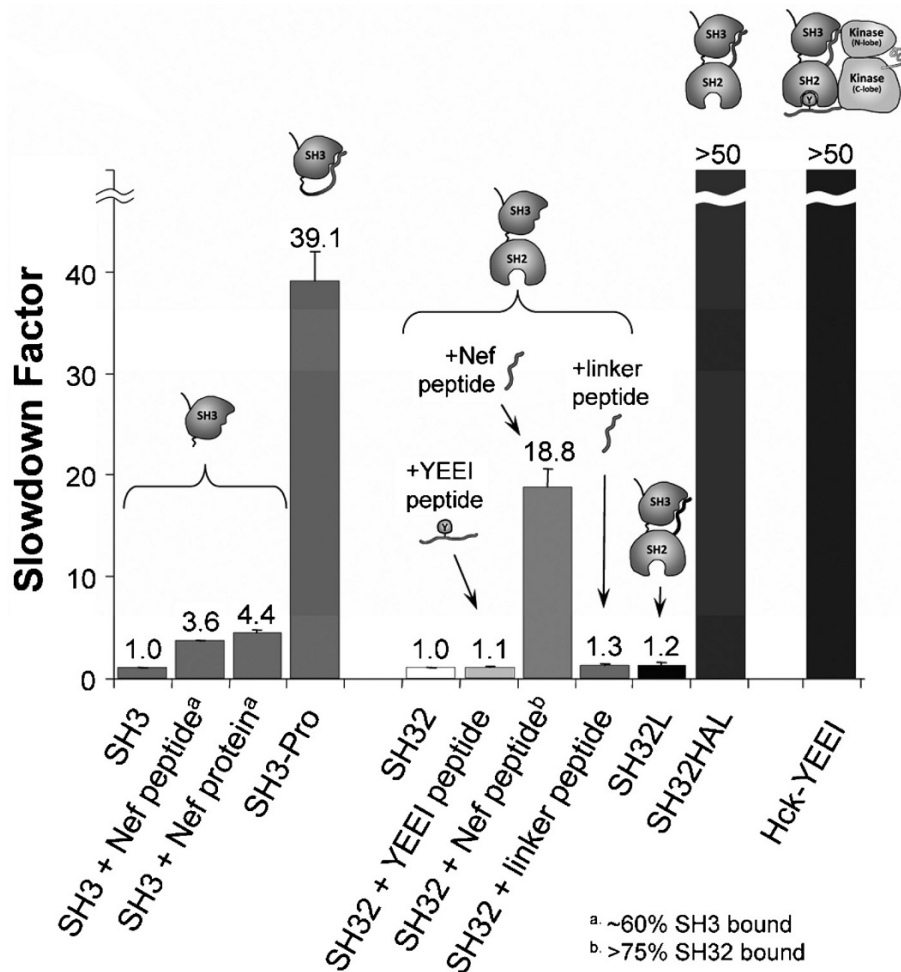 SH3
SH2
SH3
SH2
Y
Kinase
(N-lobe)
Kinase
(C-lobe)
>50
>50
SH3
39.1
SH3
SH2
Slowdown Factor
40
30
20
10
0
+Nef
peptide
+linker
peptide
18.8
SH3
+YEEI
peptide
Y
SH3
SH2
1.0
3.6
4.4
1.0
1.1
1.3
1.2
SH3
SH3 + Nef peptideᵃ
SH3 + Nef proteinᵃ
SH3-Pro
SH32
SH32 + YEEI peptide
SH32 + Nef peptideᵇ
SH32 + linker peptide
SH32L
SH32HAL
Hck-YEEI
a. ~60% SH3 bound
b. >75% SH32 bound